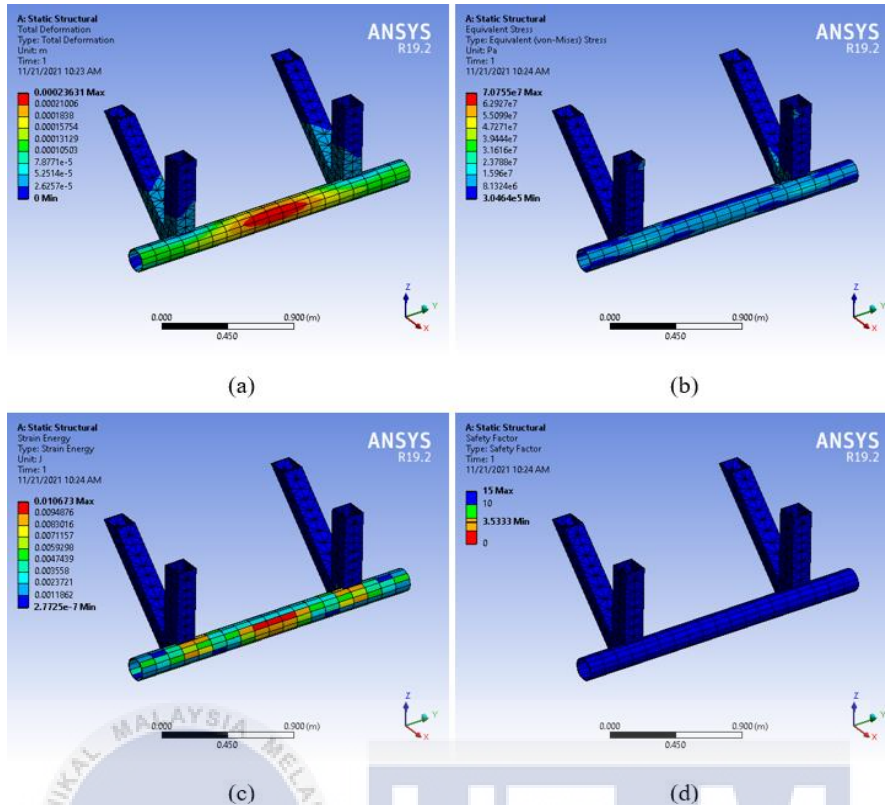 A: Static Structural
Total Deformation
Type: Total Deformation
Unit: m
Time: 1
11/21/2021 10:23 AM
0.00023631 Max
0.00021006
0.0001838
0.00015754
0.00013129
0.00010503
7.8771e-5
5.2514e-5
2.6257e-5
0 Min
ANSYS
R19.2
0.000
0.900 (m)
0.450
Z
Y
X
(a)
A: Static Structural
Equivalent Stress
Type: Equivalent (von-Mises) Stress
Unit: Pa
Time: 1
11/21/2021 10:24 AM
7.0755e7 Max
6.2927e7
5.5099e7
4.7271e7
3.9444e7
3.1616e7
2.3788e7
1.596e7
8.1324e6
3.0464e5 Min
ANSYS
R19.2
0.000
0.900 (m)
0.450
Z
Y
X
(b)
A: Static Structural
Strain Energy
Type: Strain Energy
Unit: J
Time: 1
11/21/2021 10:24 AM
0.010673 Max
0.0094876
0.0083016
0.0071157
0.0059298
0.0047439
0.003558
0.0023721
0.0011862
2.7725e-7 Min
ANSYS
R19.2
0.000
0.900 (m)
0.450
Z
Y
X
(c)
A: Static Structural
Safety Factor
Type: Safety Factor
Time: 1
11/21/2021 10:24 AM
15 Max
10
3.5333 Min
0
ANSYS
R19.2
0.000
0.900 (m)
0.450
Z
Y
X
(d)
MALAYSIA